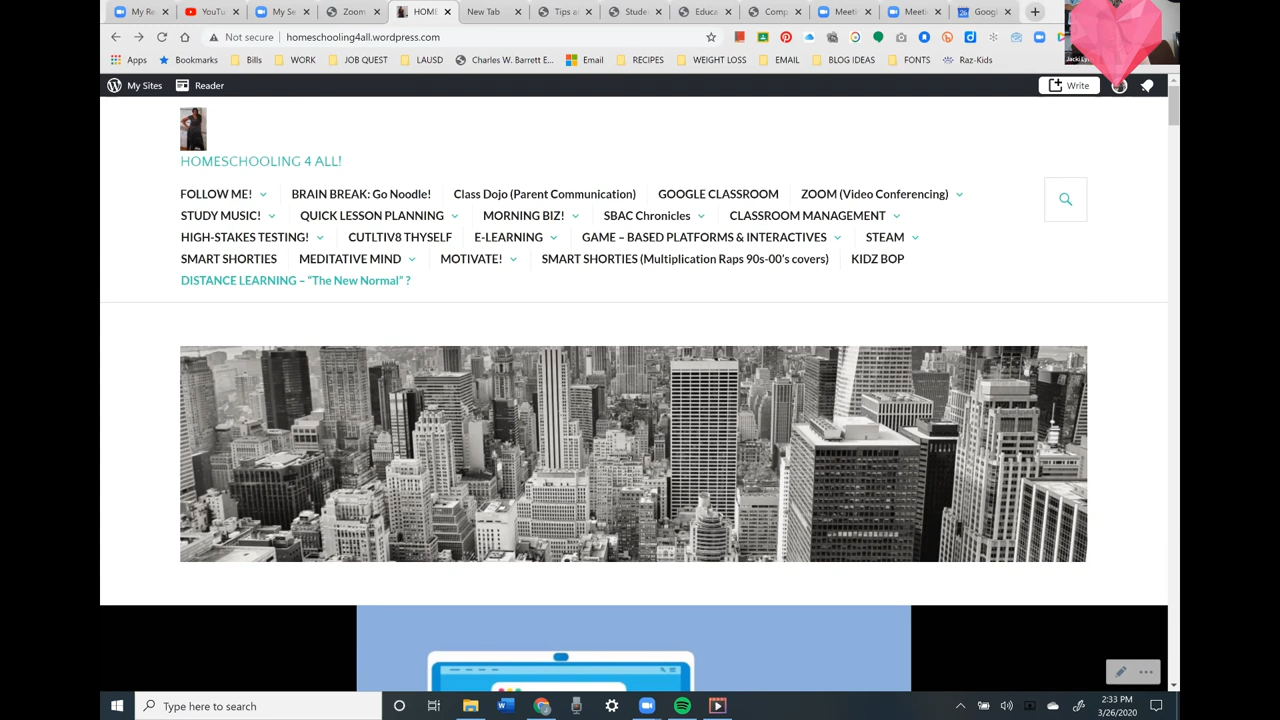 My Re
YouTu
My Se
Zoom
HOME
New Tab
Tips an
Studen
Educa
Comp
Meeti
Meeti
26 Googl
Not secure | homeschooling4all.wordpress.com
Apps Bookmarks Bills WORK JOB QUEST LAUSD Charles W. Barrett E... Email RECIPES WEIGHT LOSS EMAIL BLOG IDEAS FONTS Raz-Kids
My Sites Reader Write
HOMESCHOOLING 4 ALL!
FOLLOW ME! BRAIN BREAK: Go Noodle! Class Dojo (Parent Communication) GOOGLE CLASSROOM ZOOM (Video Conferencing)
STUDY MUSIC! QUICK LESSON PLANNING MORNING BIZ! SBAC Chronicles CLASSROOM MANAGEMENT
HIGH-STAKES TESTING! CUTLTIV8 THYSELF E-LEARNING GAME – BASED PLATFORMS & INTERACTIVES STEAM
SMART SHORTIES MEDITATIVE MIND MOTIVATE! SMART SHORTIES (Multiplication Raps 90s-00's covers) KIDZ BOP
DISTANCE LEARNING – “The New Normal” ?
Type here to search
2:33 PM
3/26/2020